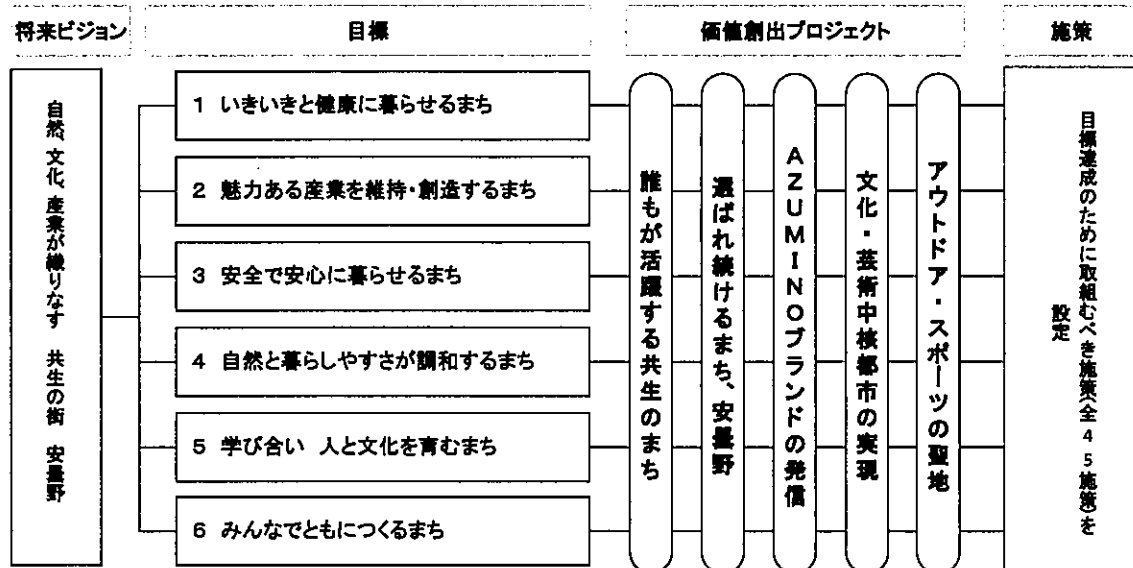 将来ビジョン
目標
価値創出プロジェクト
施策
自然、文化、産業が織りなす 共生の街 安曇野
1 いきいきと健康に暮らせるまち
2 魅力ある産業を維持・創造するまち
3 安全で安心に暮らせるまち
4 自然と暮らしやすさが調和するまち
5 学び合い 人と文化を育むまち
6 みんなでともにつくるまち
誰もが活躍する共生のまち
選ばれ続けるまち、安曇野
AZUMINOブランドの発信
文化・芸術中核都市の実現
アウトドア・スポーツの聖地
目標達成のために取組むべき施策(全45施策)を
設定